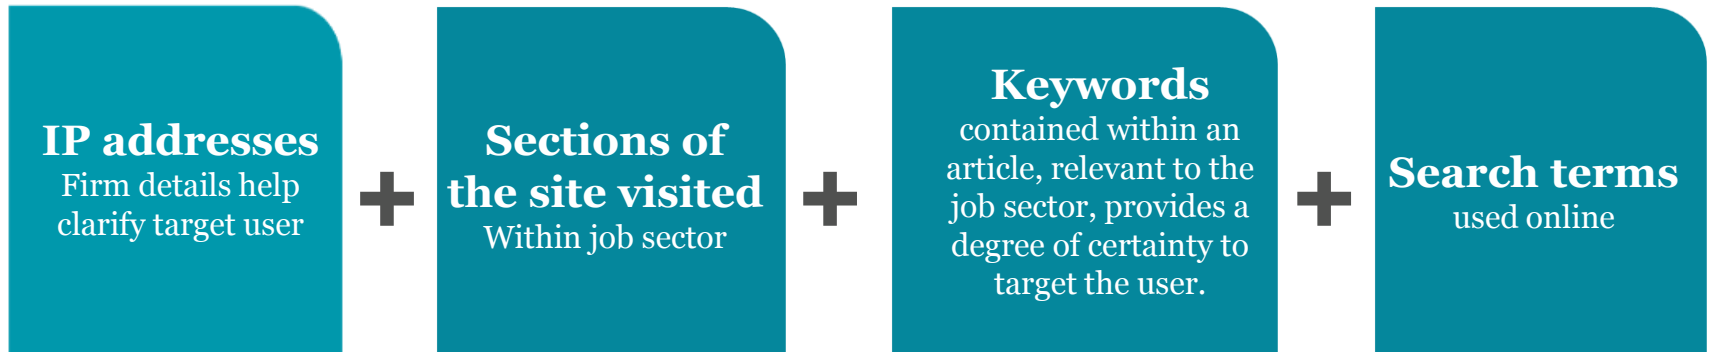 IP addresses
Firm details help
clarify target user
Sections of
the site visited
Within job sector
Keywords
contained within an
article, relevant to the
job sector, provides a
degree of certainty to
target the user.
Search terms
used online